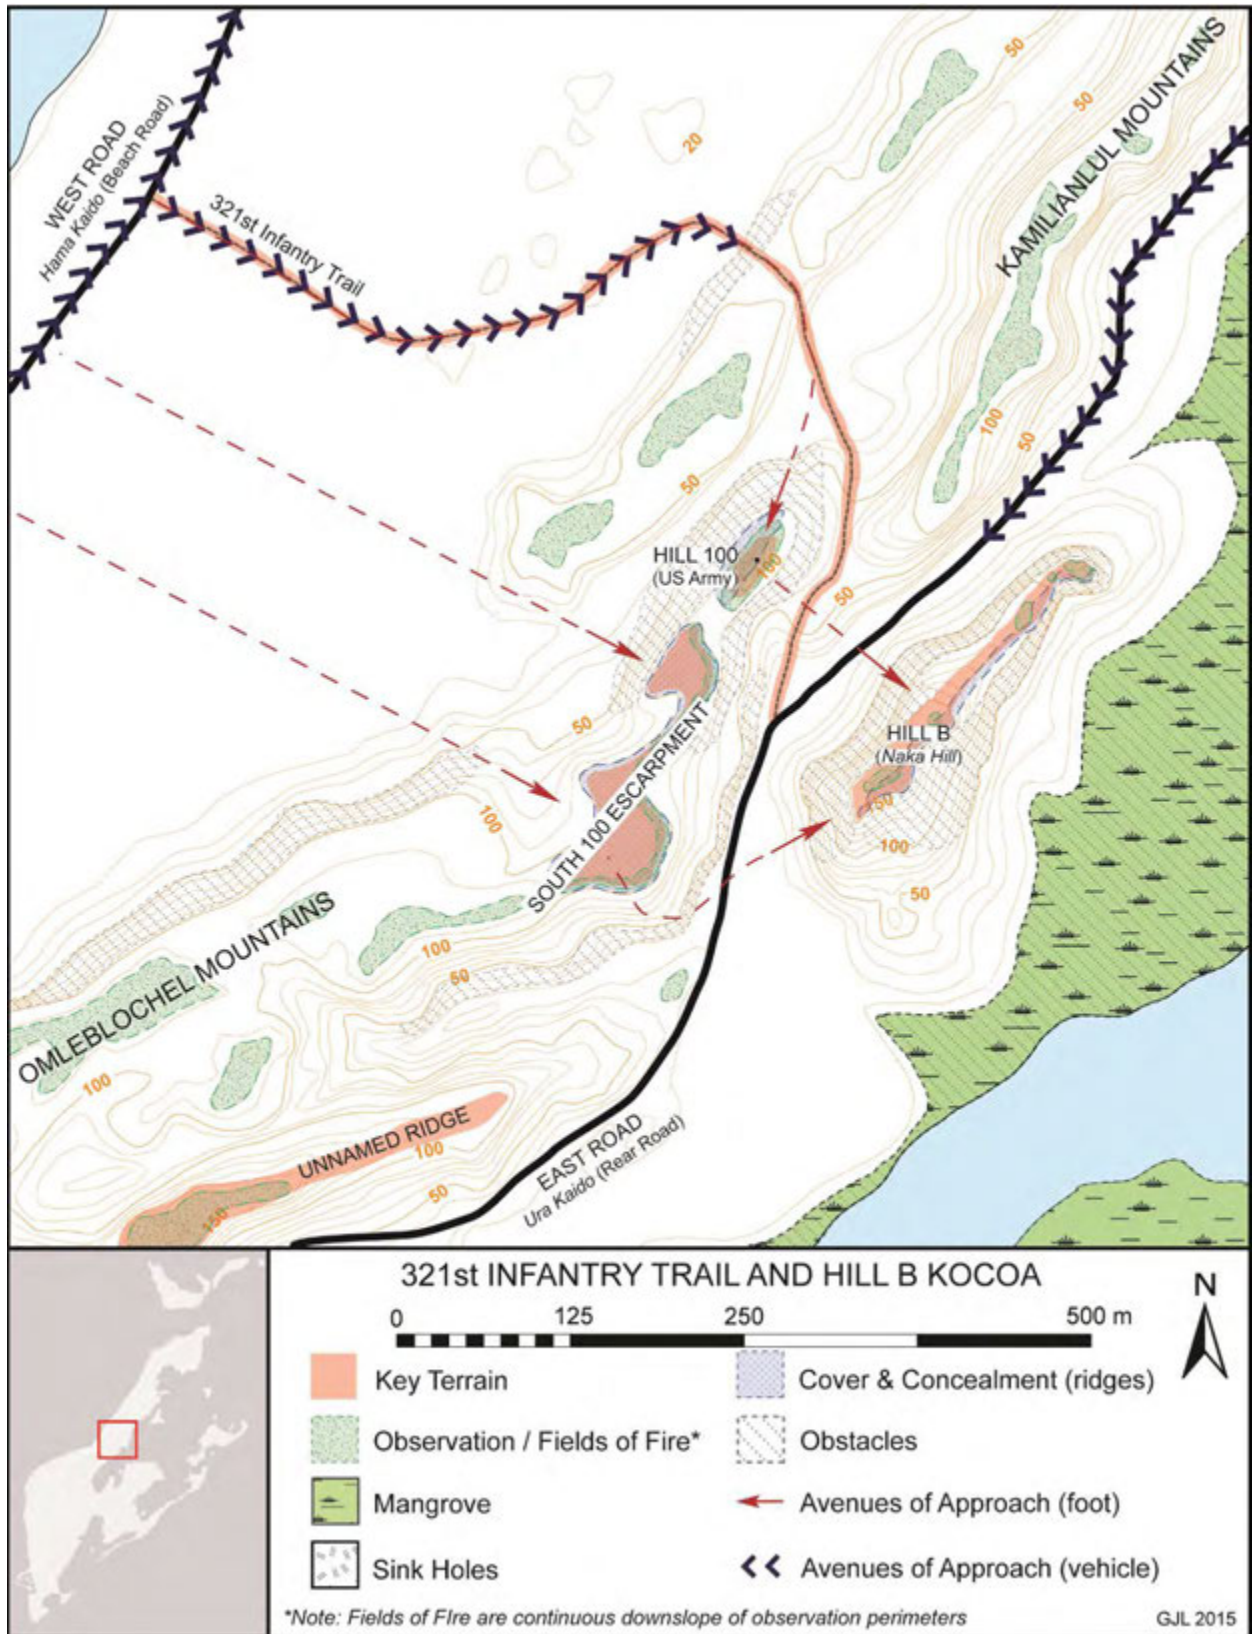 50
KAMILIANLUL MOUNTAINS
50
20
WEST ROAD
Hama Kaido (Beach Road)
321st Infantry Trail
100
50
50
HILL 100
(US Army)
100
50
50
HILL B
(Naka Hill)
150
100
50
SOUTH 100 ESCARPMENT
100
OMLEBLOCHEL MOUNTAINS
100
50
100
UNNAMED RIDGE
100
50
150
EAST ROAD
Ura Kaido (Rear Road)
321st INFANTRY TRAIL AND HILL B KOCOA
N
0 125 250 500 m
Key Terrain
Cover & Concealment (ridges)
Observation / Fields of Fire*
Obstacles
Mangrove
Avenues of Approach (foot)
Sink Holes
Avenues of Approach (vehicle)
*Note: Fields of FIre are continuous downslope of observation perimeters
GJL 2015